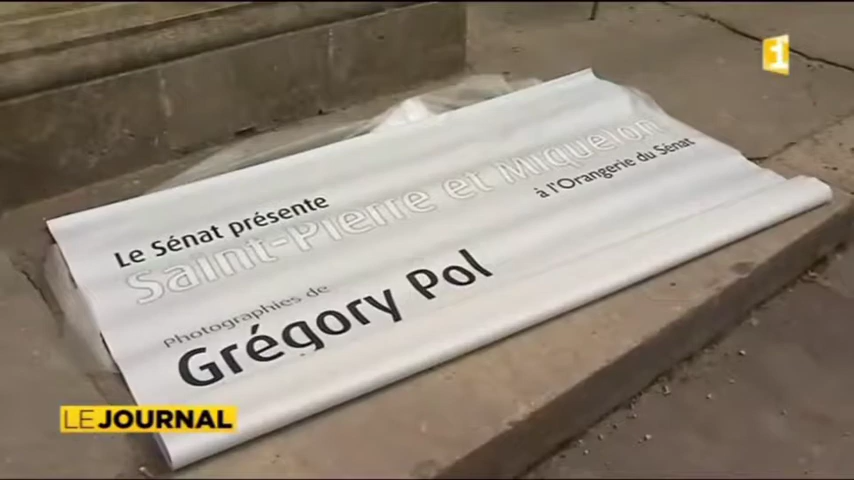 1
Le Sénat présente
Saint-Pierre et Miquelon
à l'Orangerie du Sénat
Photographies de
Grégory Pol
LE JOURNAL